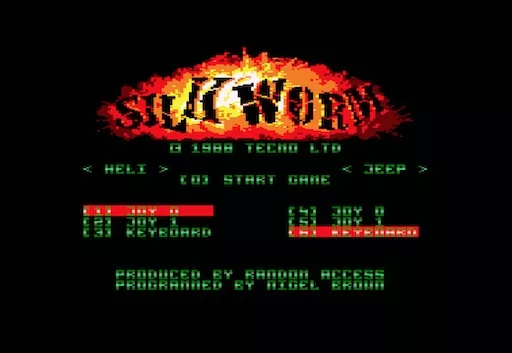 SILKWORM
© 1988 TECMO LTD
< HELI > < JEEP >
[0] START GAME
[1] JOY 0 [4] JOY 0
[2] JOY 1 [5] JOY 1
[3] KEYBOARD [6] KEYBOARD
PRODUCED BY RANDOM ACCESS
PROGRAMMED BY NIGEL BROWN